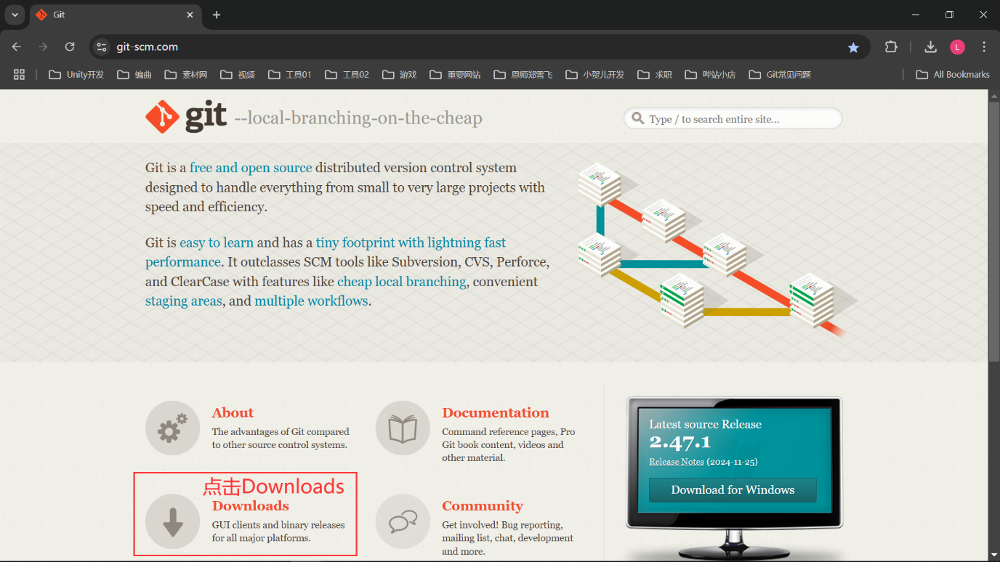 Git
git-scm.com
L
Unity开发
编曲
素材网
视频
工具01
工具02
游戏
重要网站
恩师郑雪飞
小贺儿开发
求职
哔站小店
Git常见问题
All Bookmarks
git --local-branching-on-the-cheap
Type / to search entire site...
Git is a free and open source distributed version control system
designed to handle everything from small to very large projects with
speed and efficiency.
Git is easy to learn and has a tiny footprint with lightning fast
performance. It outclasses SCM tools like Subversion, CVS, Perforce,
and ClearCase with features like cheap local branching, convenient
staging areas, and multiple workflows.
About
The advantages of Git compared
to other source control systems.
Documentation
Command reference pages, Pro
Git book content, videos and
other material.
点击Downloads
Downloads
GUI clients and binary releases
for all major platforms.
Community
Get involved! Bug reporting,
mailing list, chat, development
and more.
Latest source Release
2.47.1
Release Notes (2024-11-25)
Download for Windows